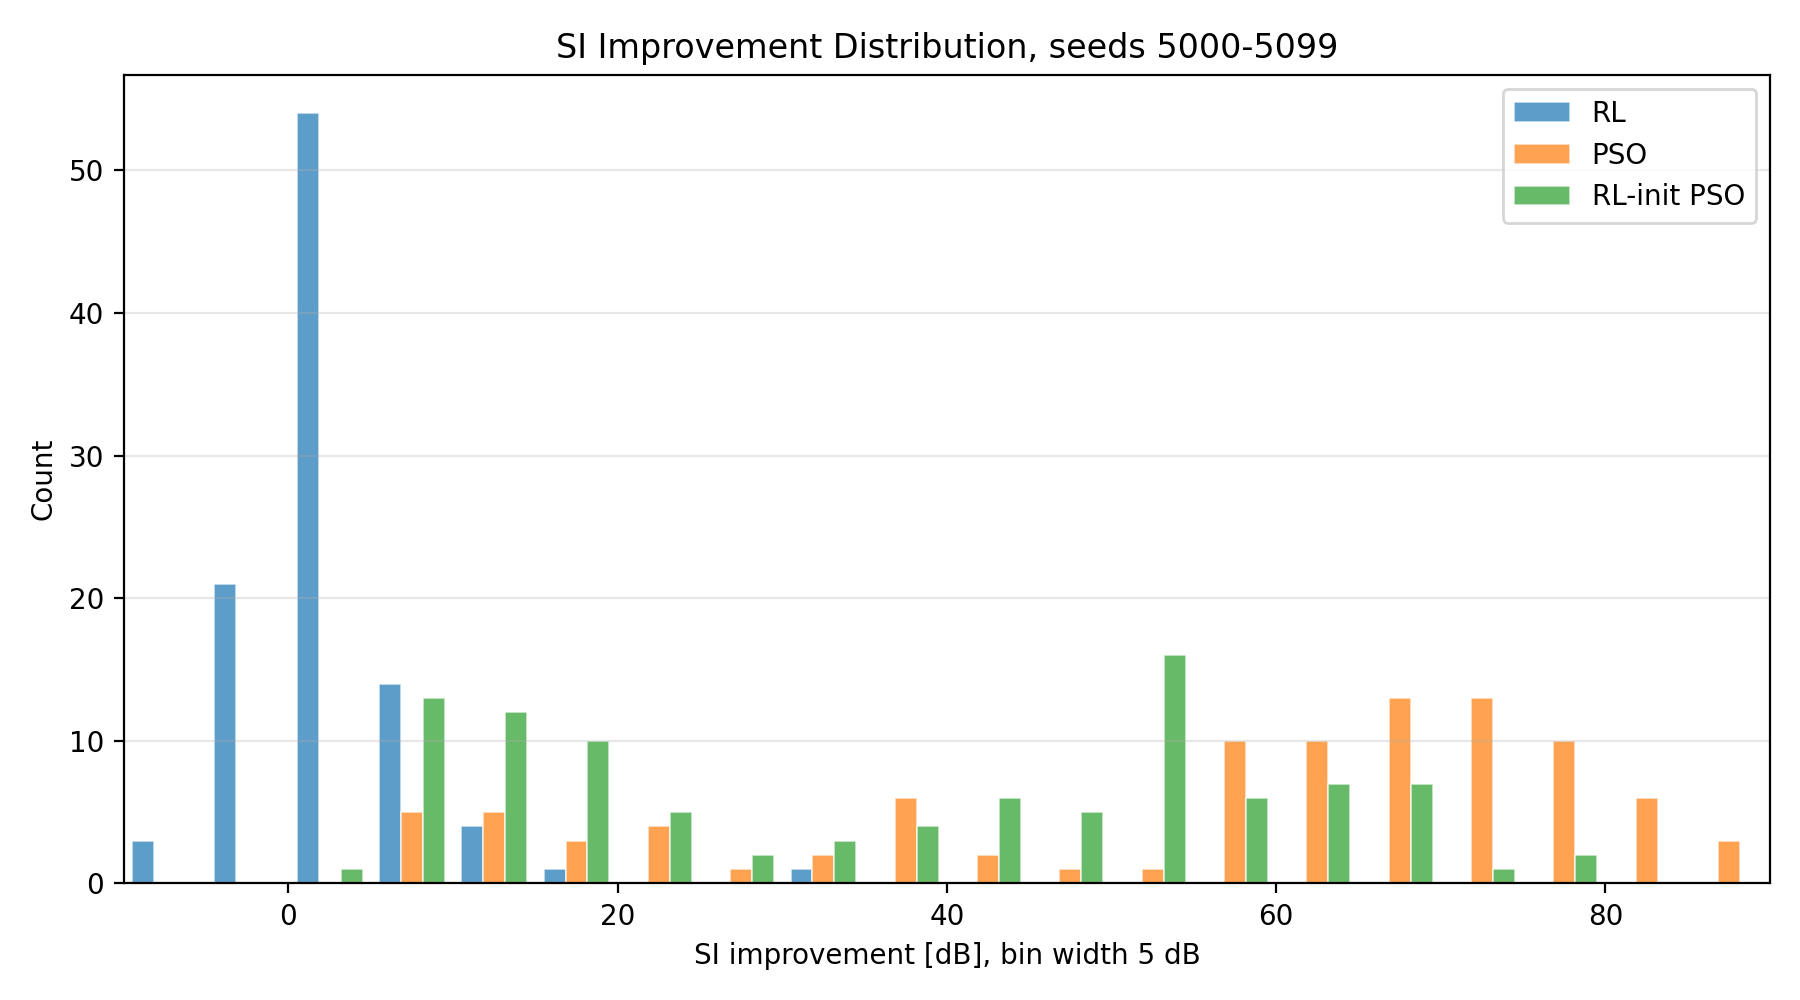 SI Improvement Distribution, seeds 5000-5099
RL
PSO
RL-init PSO
Count
50
40
30
20
10
0
0 20 40 60 80
SI improvement [dB], bin width 5 dB